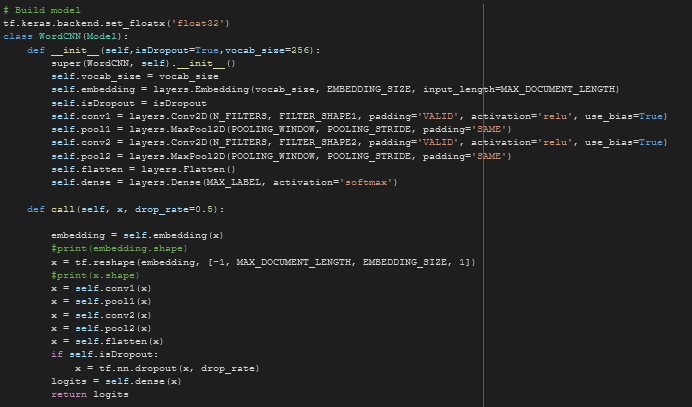 # Build model
tf.keras.backend.set_floatx('float32')
class WordCNN(Model):
    def __init__(self,isDropout=True,vocab_size=256):
        super(WordCNN, self).__init__()
        self.vocab_size = vocab_size
        self.embedding = layers.Embedding(vocab_size, EMBEDDING_SIZE, input_length=MAX_DOCUMENT_LENGTH)
        self.isDropout = isDropout
        self.conv1 = layers.Conv2D(N_FILTERS, FILTER_SHAPE1, padding='VALID', activation='relu', use_bias=True)
        self.pool1 = layers.MaxPool2D(POOLING_WINDOW, POOLING_STRIDE, padding='SAME')
        self.conv2 = layers.Conv2D(N_FILTERS, FILTER_SHAPE2, padding='VALID', activation='relu', use_bias=True)
        self.pool2 = layers.MaxPool2D(POOLING_WINDOW, POOLING_STRIDE, padding='SAME')
        self.flatten = layers.Flatten()
        self.dense = layers.Dense(MAX_LABEL, activation='softmax')
    def call(self, x, drop_rate=0.5):
        embedding = self.embedding(x)
        #print(embedding.shape)
        x = tf.reshape(embedding, [-1, MAX_DOCUMENT_LENGTH, EMBEDDING_SIZE, 1])
        #print(x.shape)
        x = self.conv1(x)
        x = self.pool1(x)
        x = self.conv2(x)
        x = self.pool2(x)
        x = self.flatten(x)
        if self.isDropout:
            x = tf.nn.dropout(x, drop_rate)
        logits = self.dense(x)
        return logits